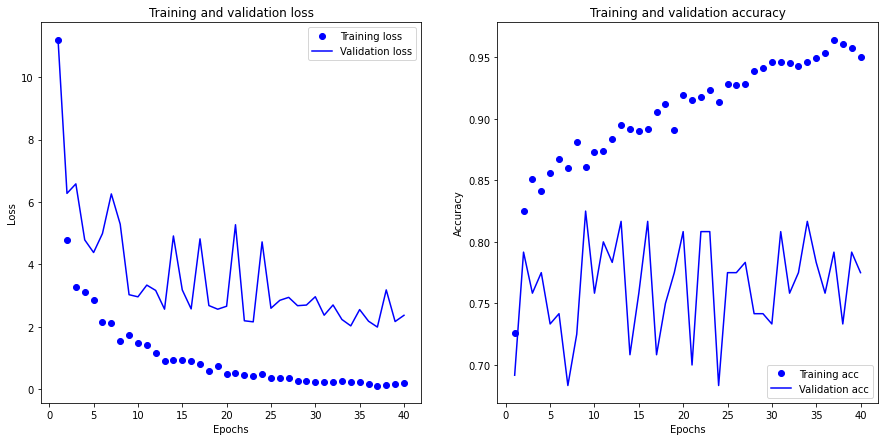 Training and validation loss
Training loss
Validation loss
10
8
6
4
2
0
Loss
0 5 10 15 20 25 30 35 40
Epochs
Training and validation accuracy
0.95
0.90
0.85
0.80
0.75
0.70
Accuracy
Training acc
Validation acc
0 5 10 15 20 25 30 35 40
Epochs